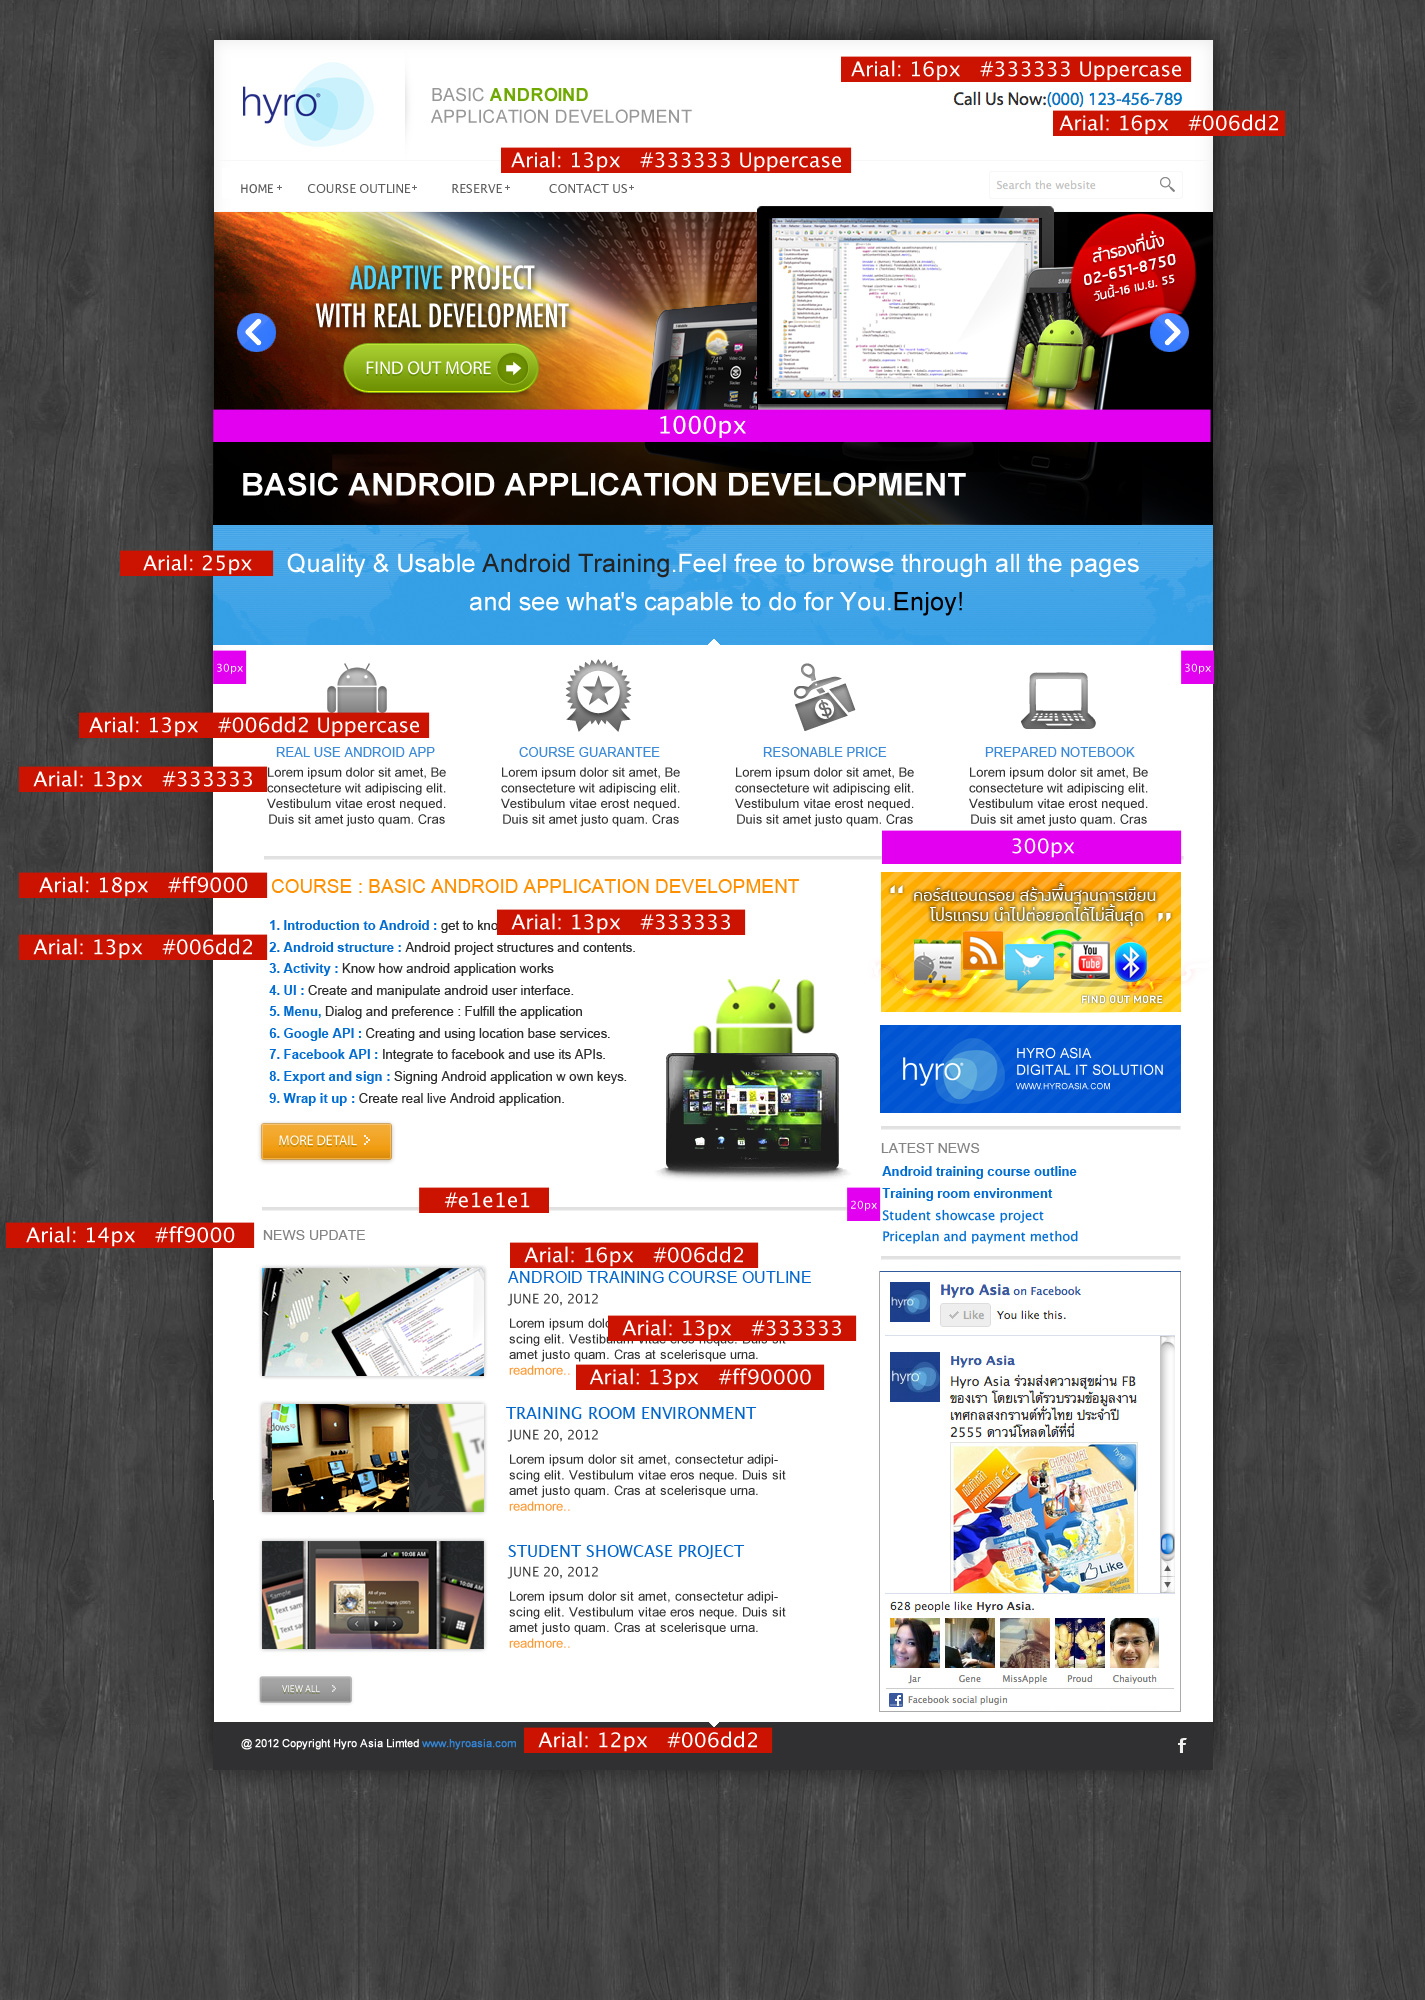 Arial: 16px #333333 Uppercase
hyro
BASIC ANDROIND
APPLICATION DEVELOPMENT
Call Us Now:(000) 123-456-789
Arial: 16px #006dd2
Arial: 13px #333333 Uppercase
HOME + COURSE OUTLINE+ RESERVE+ CONTACT US+
Search the website
ADAPTIVE PROJECT
WITH REAL DEVELOPMENT
FIND OUT MORE
สำรองที่นั่ง
02-651-8750
วันนี้-16 เม.ย. 55
1000px
BASIC ANDROID APPLICATION DEVELOPMENT
Arial: 25px
Quality & Usable Android Training.Feel free to browse through all the pages
and see what's capable to do for You.Enjoy!
30px
30px
Arial: 13px #006dd2 Uppercase
REAL USE ANDROID APP
Arial: 13px #333333
Lorem ipsum dolor sit amet, Be
consecteture wit adipiscing elit.
Vestibulum vitae erost nequed.
Duis sit amet justo quam. Cras
COURSE GUARANTEE
Lorem ipsum dolor sit amet, Be
consecteture wit adipiscing elit.
Vestibulum vitae erost nequed.
Duis sit amet justo quam. Cras
RESONABLE PRICE
Lorem ipsum dolor sit amet, Be
consecteture wit adipiscing elit.
Vestibulum vitae erost nequed.
Duis sit amet justo quam. Cras
PREPARED NOTEBOOK
Lorem ipsum dolor sit amet, Be
consecteture wit adipiscing elit.
Vestibulum vitae erost nequed.
Duis sit amet justo quam. Cras
300px
Arial: 18px #ff9000
COURSE : BASIC ANDROID APPLICATION DEVELOPMENT
1. Introduction to Android : get to
Arial: 13px #333333
Arial: 13px #006dd2
2. Android structure : Android project structures and contents.
3. Activity : Know how android application works
4. UI : Create and manipulate android user interface.
5. Menu, Dialog and preference : Fulfill the application
6. Google API : Creating and using location base services.
7. Facebook API : Integrate to facebook and use its APIs.
8. Export and sign : Signing Android application w own keys.
9. Wrap it up : Create real live Android application.
MORE DETAIL
“ คอร์สแอนดรอย สร้างพื้นฐานการเขียน
โปรแกรม นำไปต่อยอดได้ไม่สิ้นสุด ”
Android
Mobile
Phone
You
Tube
FIND OUT MORE
hyro
HYRO ASIA
DIGITAL IT SOLUTION
WWW.HYROASIA.COM
LATEST NEWS
Android training course outline
Training room environment
Student showcase project
Priceplan and payment method
#e1e1e1
20px
Arial: 14px #ff9000
NEWS UPDATE
Arial: 16px #006dd2
ANDROID TRAINING COURSE OUTLINE
JUNE 20, 2012
Lorem ipsum
Arial: 13px #333333
scing elit.
amet justo quam. Cras at scelerisque urna.
readmore..
Arial: 13px #ff90000
TRAINING ROOM ENVIRONMENT
JUNE 20, 2012
Lorem ipsum dolor sit amet, consectetur adipi-
scing elit. Vestibulum vitae eros neque. Duis sit
amet justo quam. Cras at scelerisque urna.
readmore..
STUDENT SHOWCASE PROJECT
JUNE 20, 2012
Lorem ipsum dolor sit amet, consectetur adipi-
scing elit. Vestibulum vitae eros neque. Duis sit
amet justo quam. Cras at scelerisque urna.
readmore..
10:08 AM
VIEW ALL
hyro
Hyro Asia on Facebook
Like You like this.
hyro
Hyro Asia
Hyro Asia ร่วมส่งความสุขผ่าน FB
ของเรา โดยเราได้รวบรวมข้อมูลงาน
เทศกลสงกรานต์ทั่วไทย ประจำปี
2555 ดาวน์โหลดได้ที่นี่
Like
628 people like Hyro Asia.
Jar Gene MissApple Proud Chaiyouth
Facebook social plugin
@ 2012 Copyright Hyro Asia Limted www.hyroasia.com
Arial: 12px #006dd2